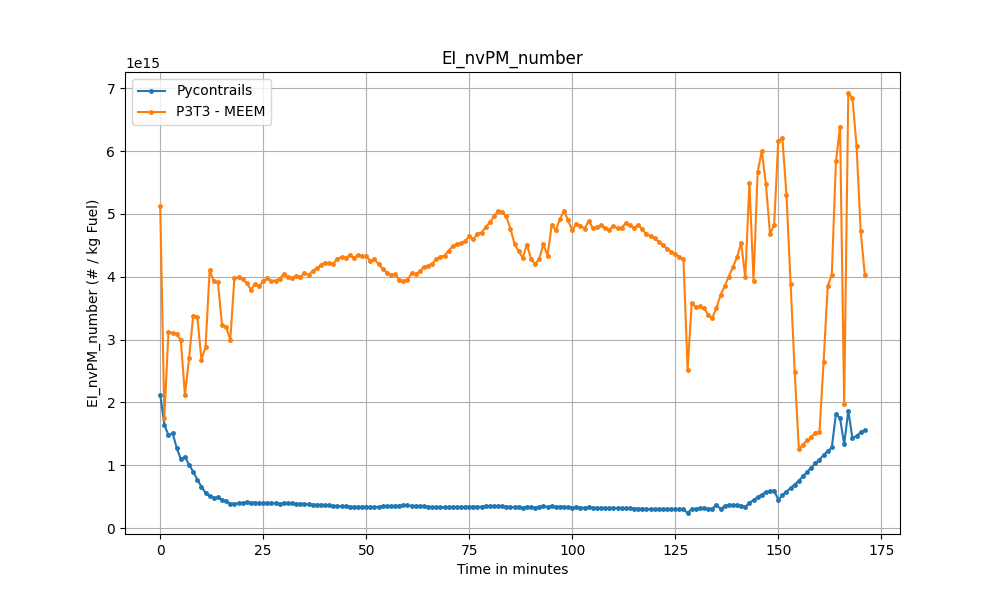 EI_nvPM_number
1e15
Pycontrails
P3T3 - MEEM
EI_nvPM_number (# / kg Fuel)
7
6
5
4
3
2
1
0
0 25 50 75 100 125 150 175
Time in minutes